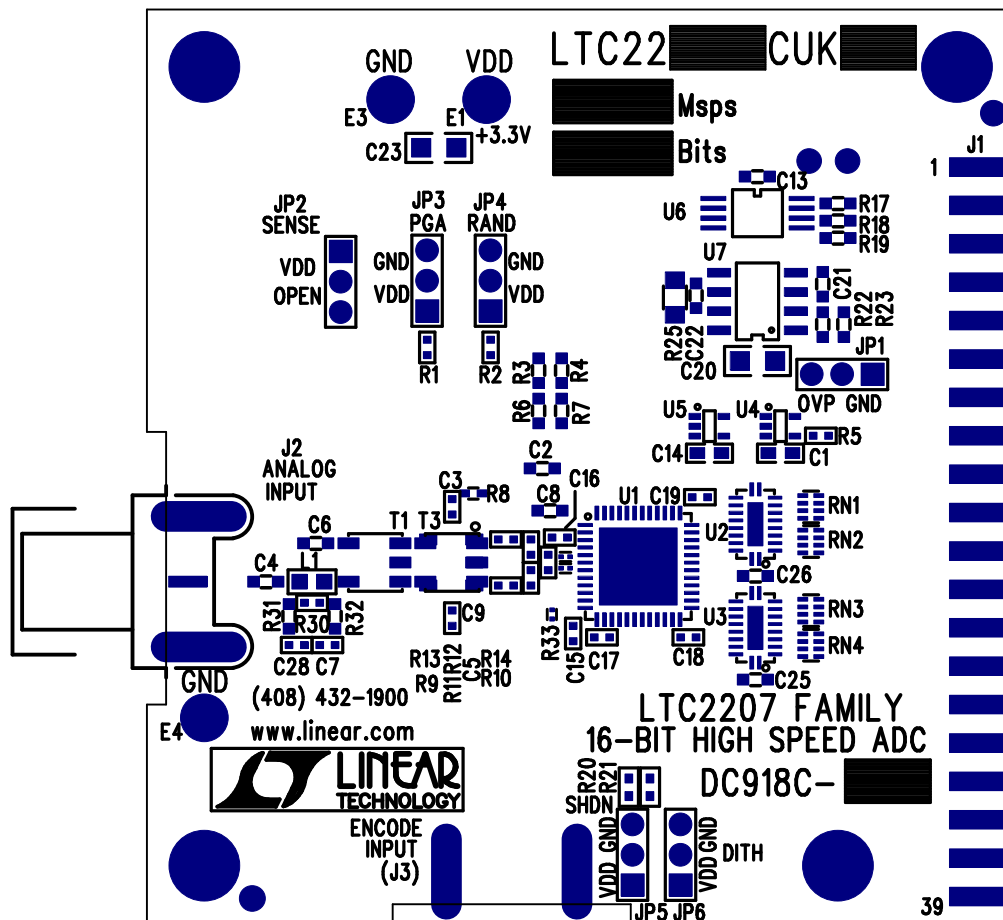 LTC22 CUK
GND VDD
E3 E1
+3.3V
C23
Msps
Bits
J1
1
C13
U6
R17
R18
R19
JP2
SENSE
JP3
PGA
JP4
RAND
VDD
OPEN
GND
VDD
GND
VDD
U7
C21
R22
R23
R25
C22
C20
JP1
OVP GND
R1
R2
R3
R4
R6
R7
U5
U4
R5
C14
C1
J2
ANALOG
INPUT
C2
C3
R8
C16
C8
U1
C19
C6
T1
T3
U2
RN1
RN2
C4
L1
C26
R31
R30
R32
C9
R33
C15
C17
C18
U3
RN3
RN4
C28
C7
R13
R9
R11
R12
C5
R14
R10
C25
GND
E4
(408) 432-1900
www.linear.com
LINEAR
TECHNOLOGY
LTC2207 FAMILY
16-BIT HIGH SPEED ADC
DC918C-
R20
R21
SHDN
ENCODE
INPUT
(J3)
VDD GND
VDD GND
DITH
JP5 JP6
39